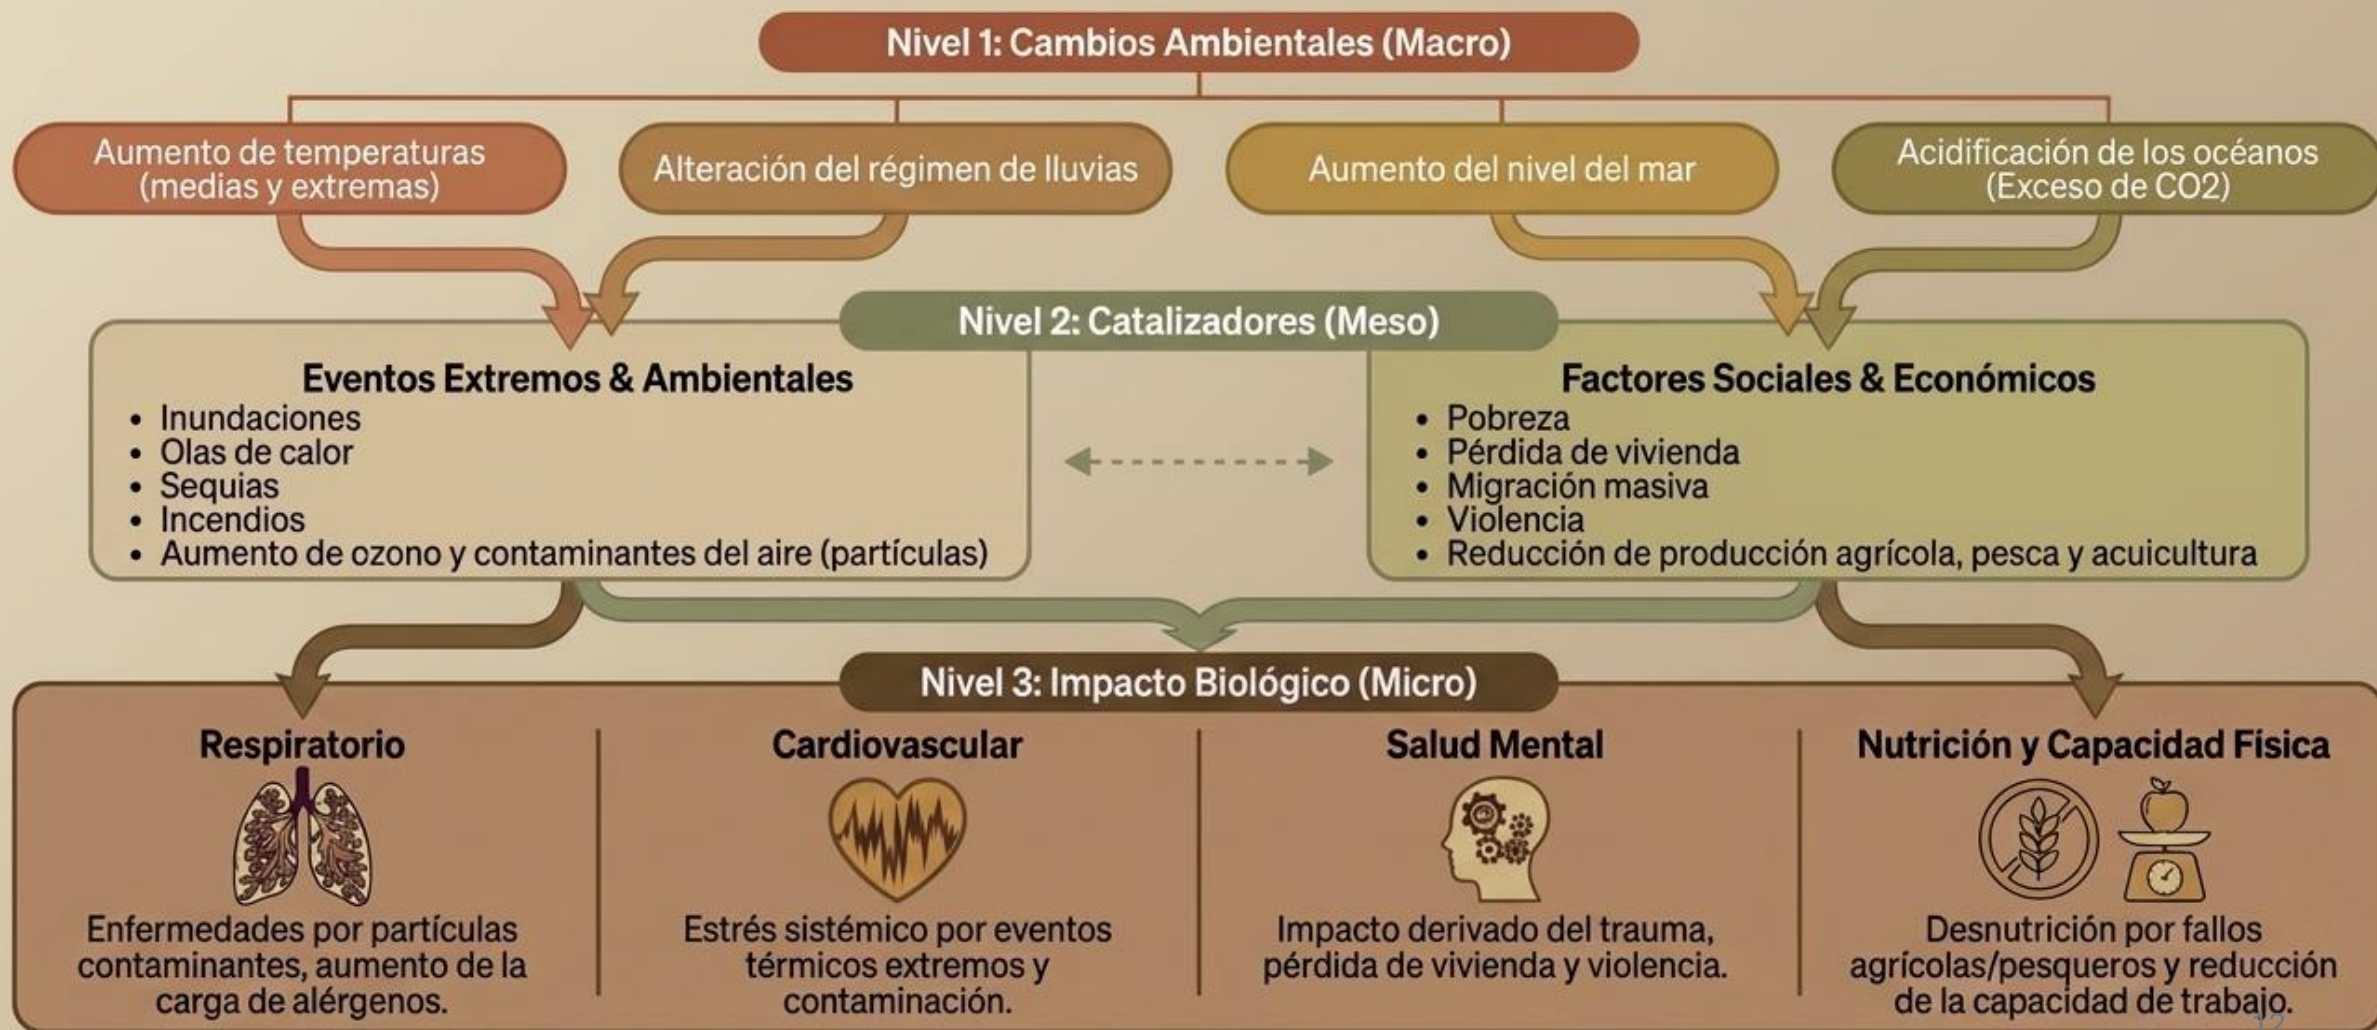 Nivel 1: Cambios Ambientales (Macro)
Aumento de temperaturas
(medias y extremas)
Alteración del régimen de lluvias
Aumento del nivel del mar
Acidificación de los océanos
(Exceso de CO2)
Nivel 2: Catalizadores (Meso)
Eventos Extremos & Ambientales
• Inundaciones
• Olas de calor
• Sequias
• Incendios
• Aumento de ozono y contaminantes del aire (partículas)
Factores Sociales & Económicos
• Pobreza
• Pérdida de vivienda
• Migración masiva
• Violencia
• Reducción de producción agrícola, pesca y acuicultura
Nivel 3: Impacto Biológico (Micro)
Respiratorio
Enfermedades por partículas
contaminantes, aumento de la
carga de alérgenos.
Cardiovascular
Estrés sistémico por eventos
térmicos extremos y
contaminación.
Salud Mental
Impacto derivado del trauma,
pérdida de vivienda y violencia.
Nutrición y Capacidad Física
Desnutrición por fallos
agrícolas/pesqueros y reducción
de la capacidad de trabajo.
12